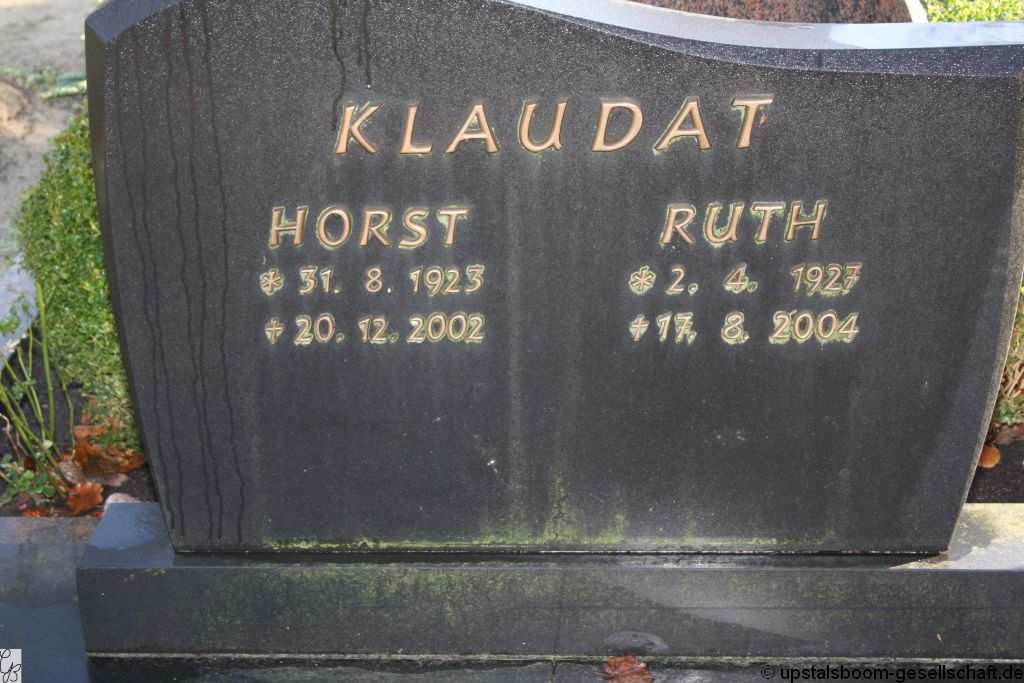 KLAUDAT
HORST RUTH
* 31. 8. 1923 * 2. 4. 1927
+ 20. 12. 2002 + 17. 8. 2004
© upstalsboom-gesellschaft.de